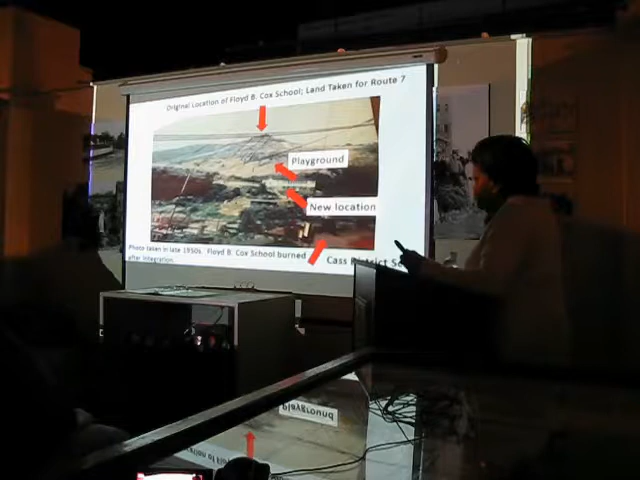 Original Location of Floyd B. Cox School; Land Taken for Route 7
Playground
New location
Photo taken in late 1950s. Floyd B. Cox School burned
after integration.
Cass District
Playground